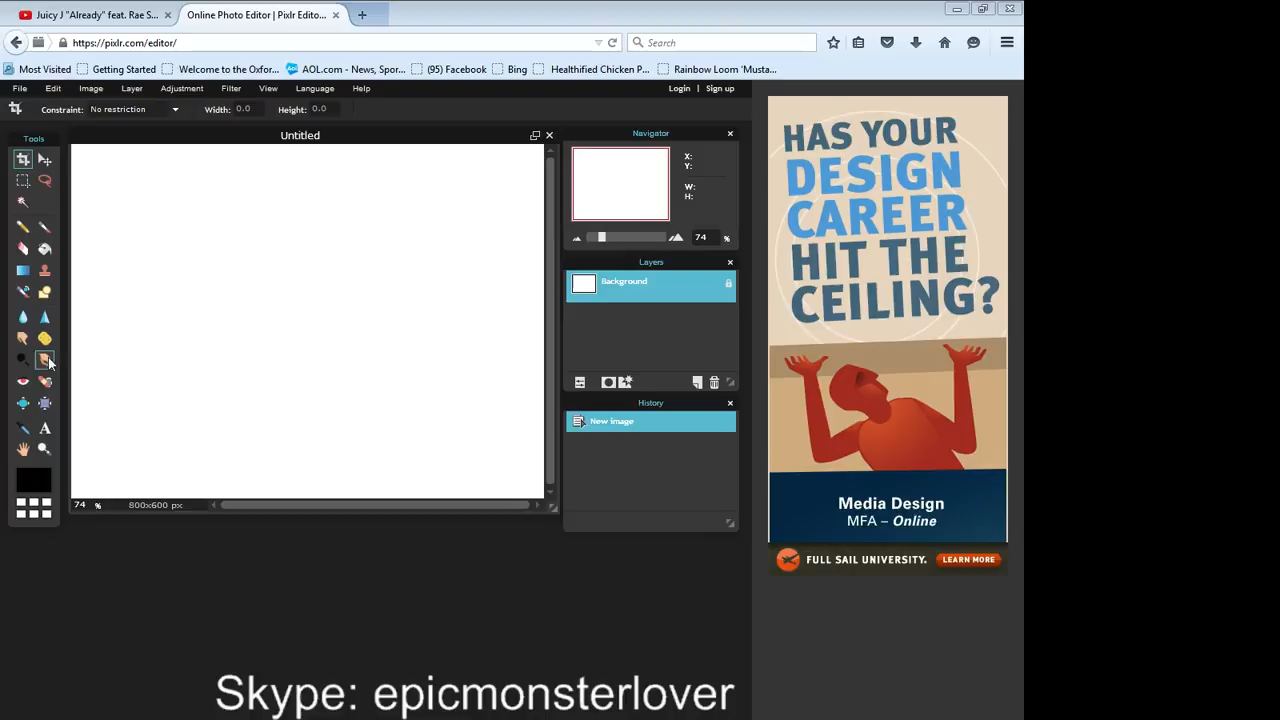 Juicy J "Already" feat. Rae S... ×
Online Photo Editor | Pixlr Edito... ×
https://pixlr.com/editor/
Search
Most Visited
Getting Started
Welcome to the Oxfor...
AOL.com - News, Spor...
(95) Facebook
Bing
Healthified Chicken P...
Rainbow Loom 'Musta...
File Edit Image Layer Adjustment Filter View Language Help
Login | Sign up
Constraint: No restriction Width: 0.0 Height: 0.0
Tools
Untitled
74 % 800x600 px
Navigator
X:
Y:
W:
H:
74 %
Layers
Background
History
New image
HAS YOUR
DESIGN
CAREER
HIT THE
CEILING?
Media Design
MFA – Online
FULL SAIL UNIVERSITY.
LEARN MORE
Skype: epicmonsterlover